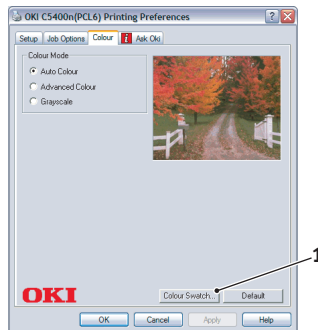 OKI C5400n(PCL6) Printing Preferences
Setup Job Options Colour i Ask Oki
Colour Mode
Auto Colour
Advanced Colour
Grayscale
1
OKI Colour Swatch... Default
OK Cancel Apply Help